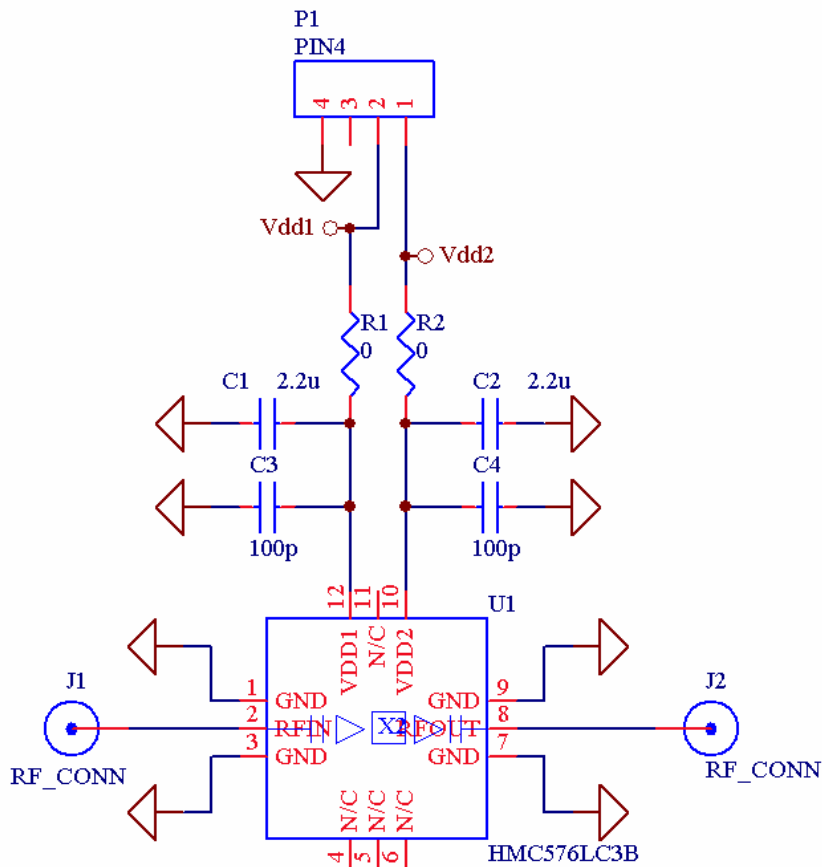 P1
PIN4
4 3 2 1
Vdd1
Vdd2
R1
0
R2
0
C1 2.2u
C2 2.2u
C3
100p
C4
100p
12 11 10
U1
VDD1 N/C VDD2
1 GND
GND 9
J1
2 RFIN
X2
RFOUT 8
J2
RF_CONN
3 GND
GND 7
RF_CONN
N/C N/C N/C
4 5 6
HMC576LC3B